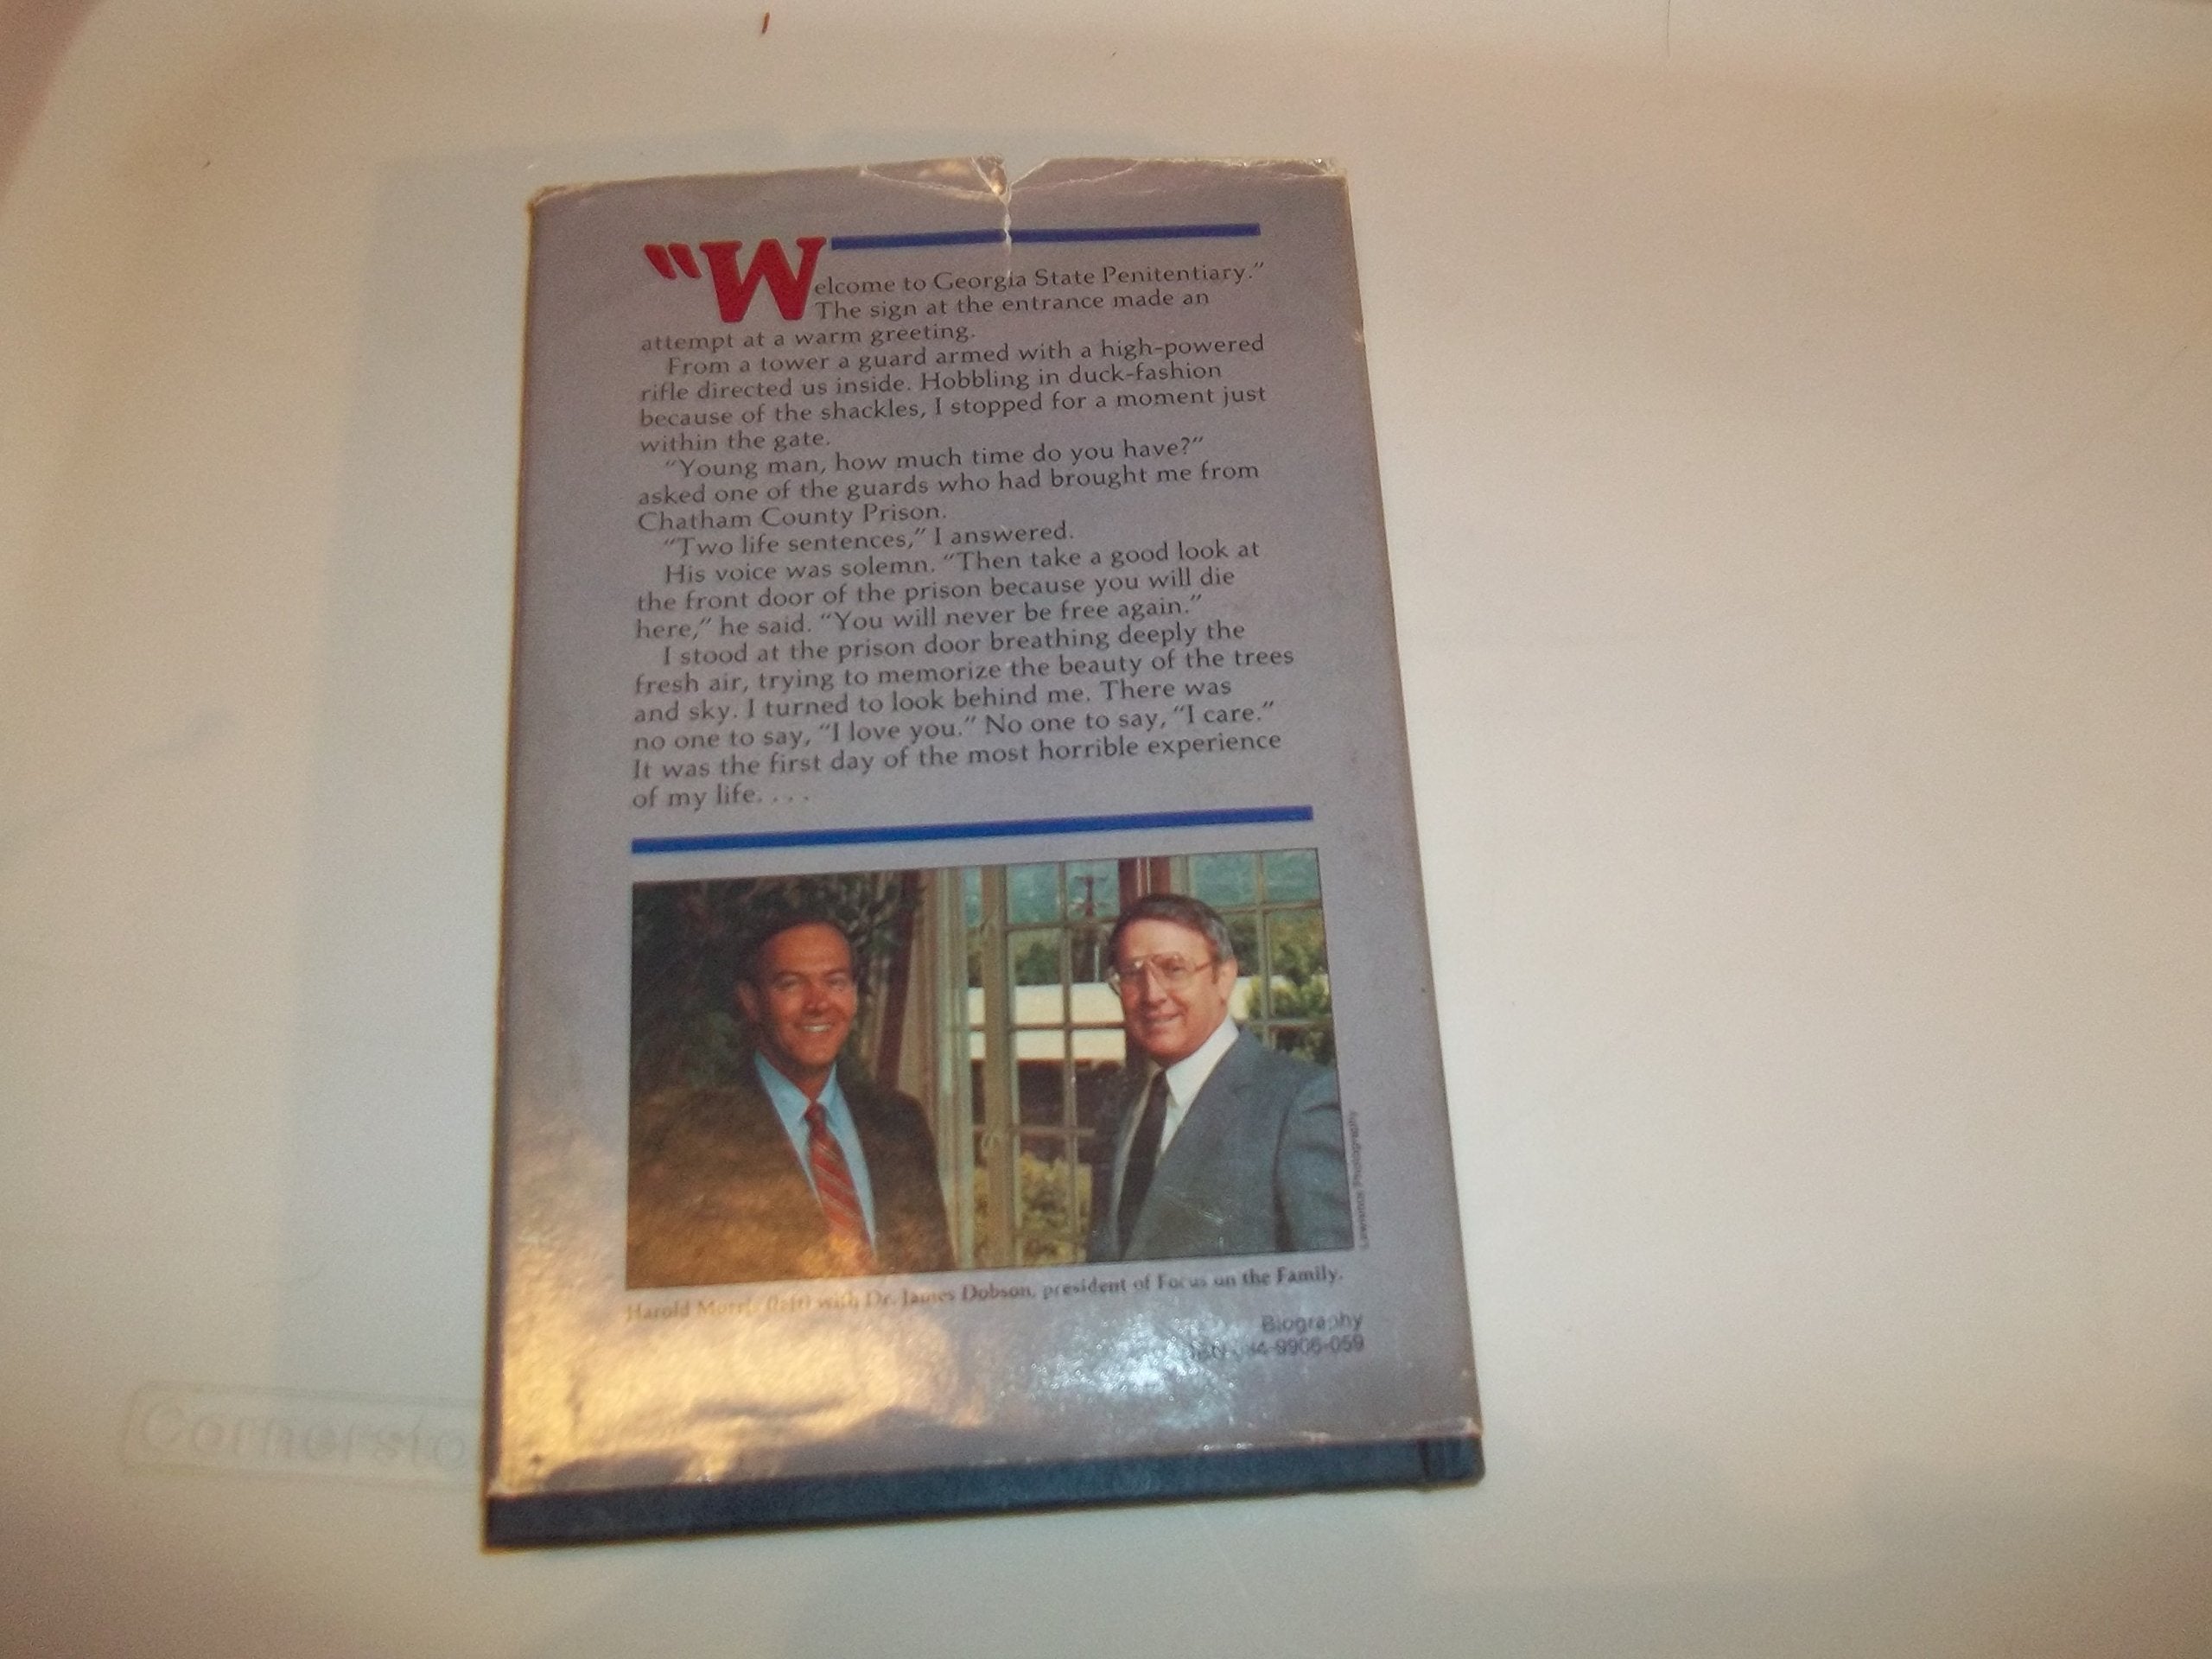 "Welcome to Georgia State Penitentiary."
The sign at the entrance made an
attempt at a warm greeting.
From a tower a guard armed with a high-powered
rifle directed us inside. Hobbling in duck-fashion
because of the shackles, I stopped for a moment just
within the gate.
"Young man, how much time do you have?"
asked one of the guards who had brought me from
Chatham County Prison.
"Two life sentences," I answered.
His voice was solemn. "Then take a good look at
the front door of the prison because you will die
here," he said. "You will never be free again."
I stood at the prison door breathing deeply the
fresh air, trying to memorize the beauty of the trees
and sky. I turned to look behind me. There was
no one to say, "I love you." No one to say, "I care."
It was the first day of the most horrible experience
of my life. . . .
Photography
Harold Morris (left) with Dr. James Dobson, president of Focus on the Family.
Biography